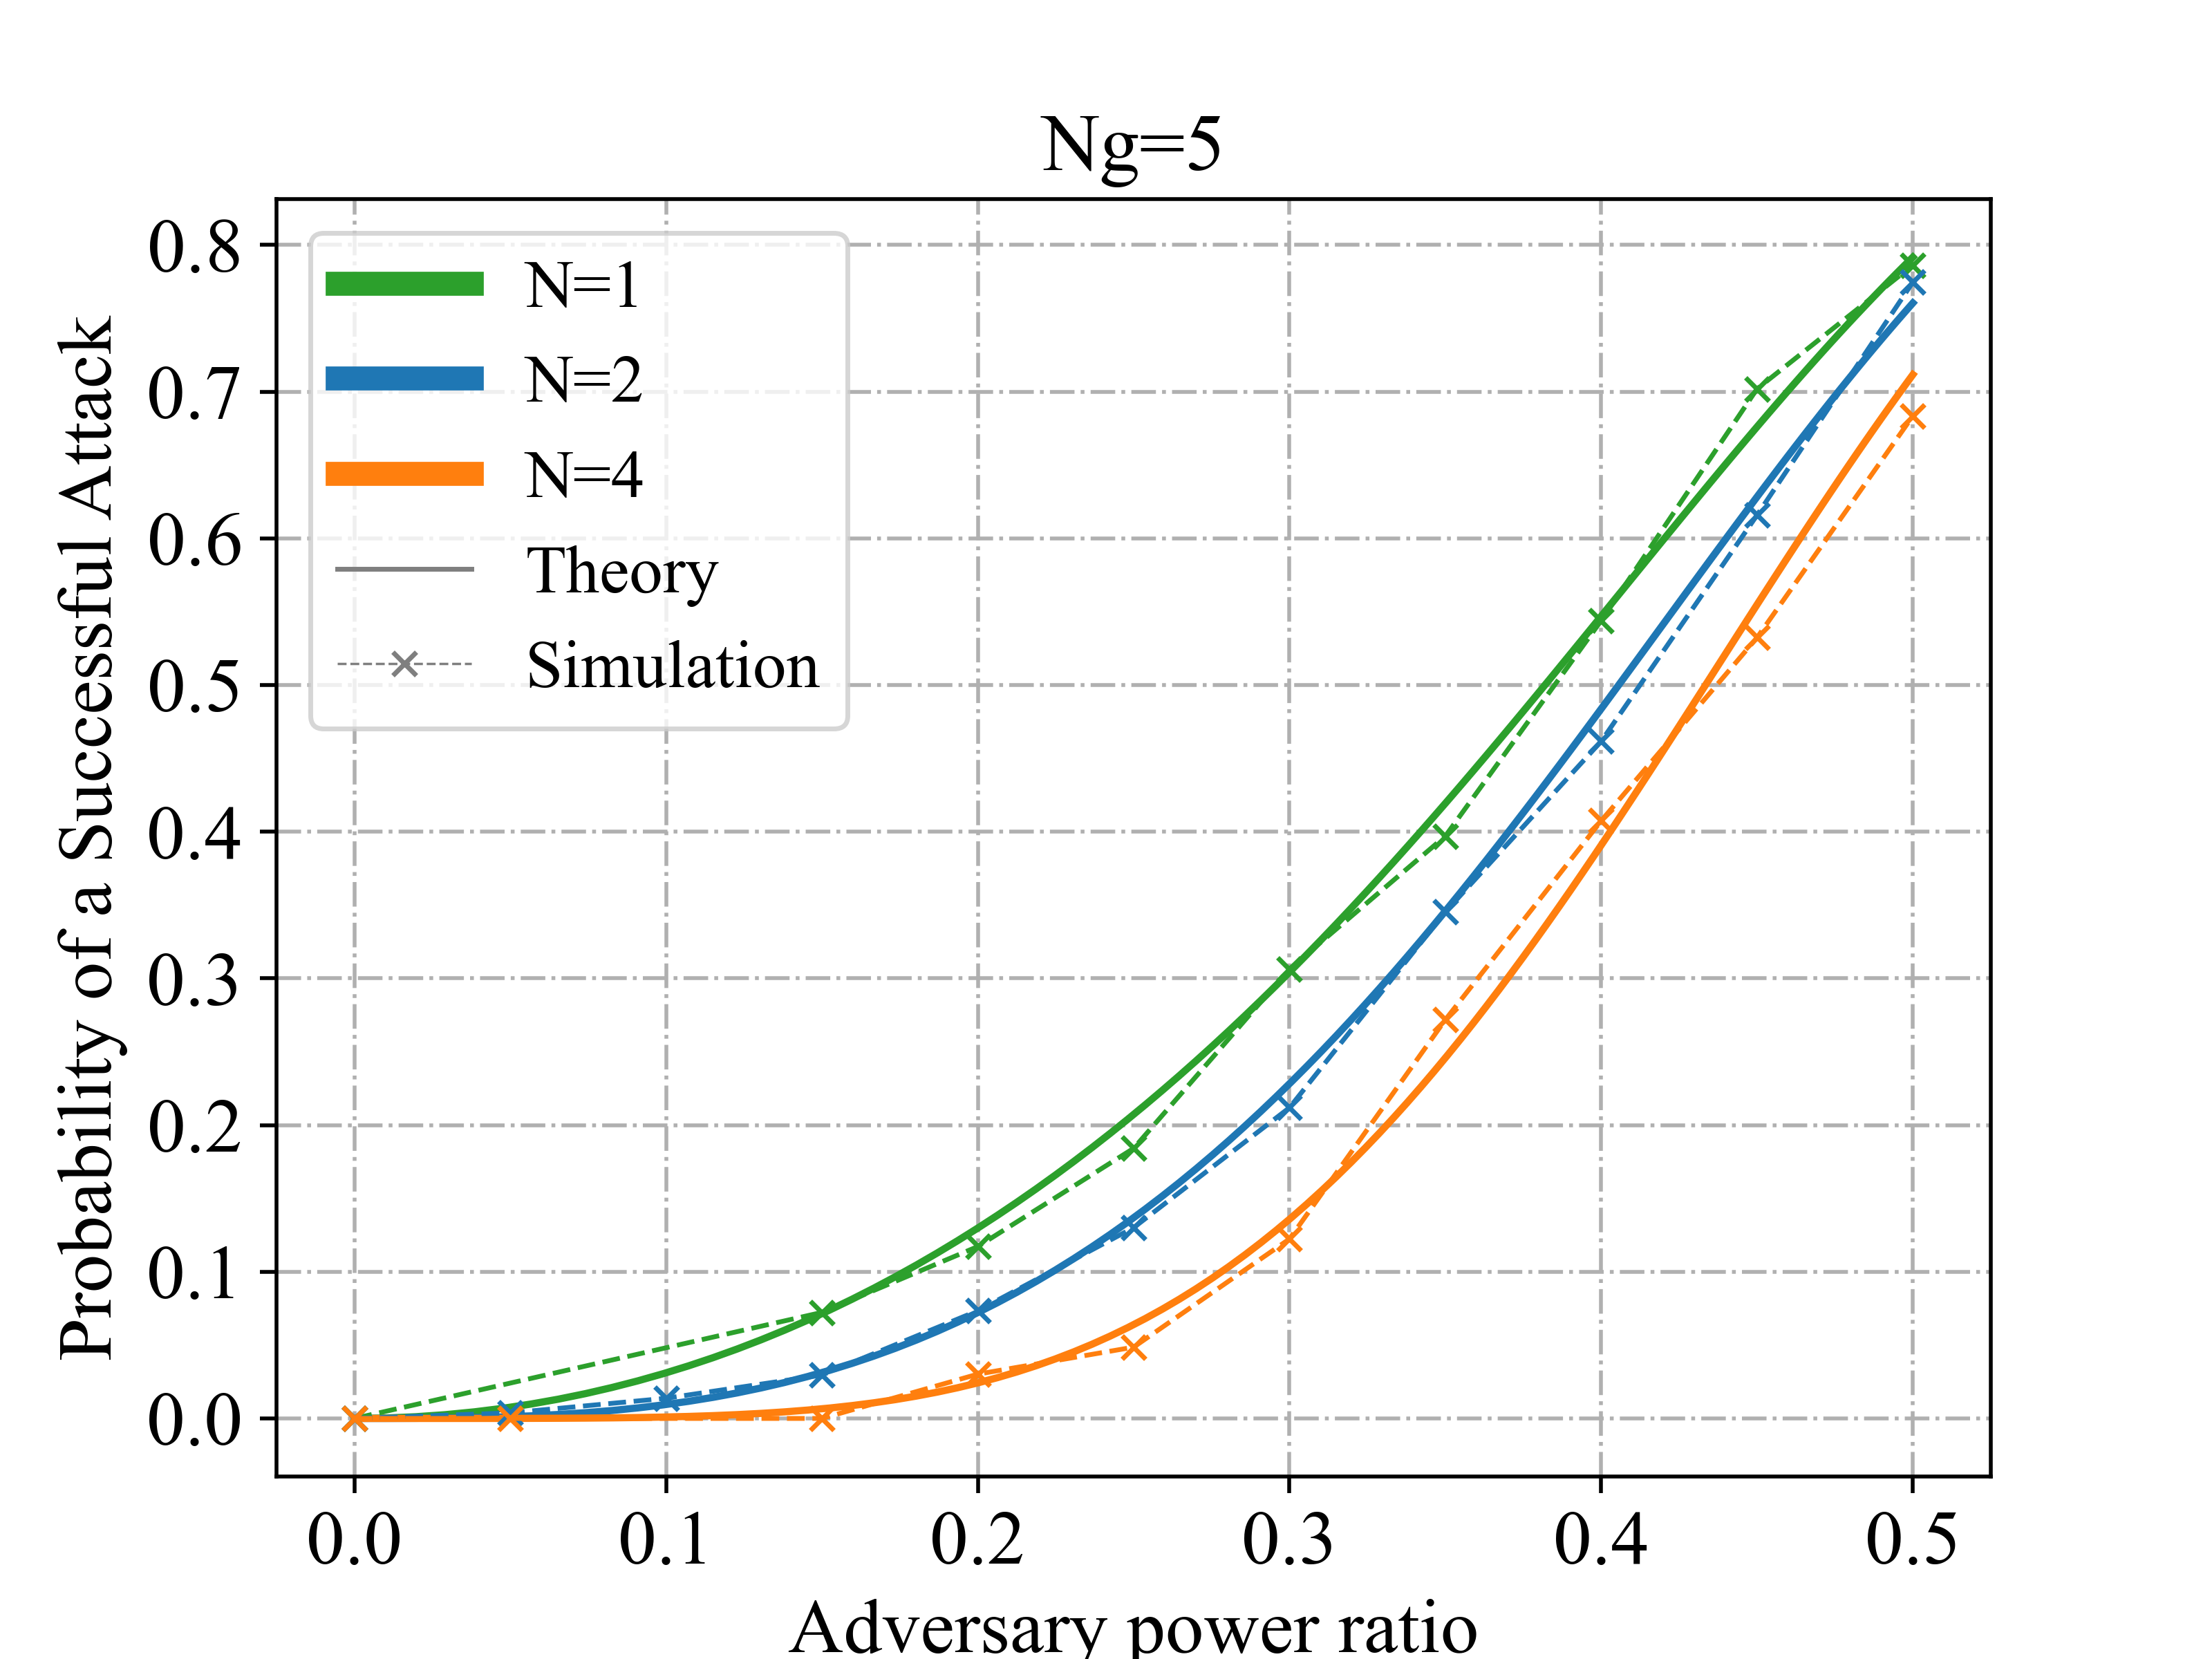 Ng=5
0.8
0.7
0.6
0.5
0.4
0.3
0.2
0.1
0.0
Probability of a Successful Attack
N=1
N=2
N=4
Theory
Simulation
0.0 0.1 0.2 0.3 0.4 0.5
Adversary power ratio